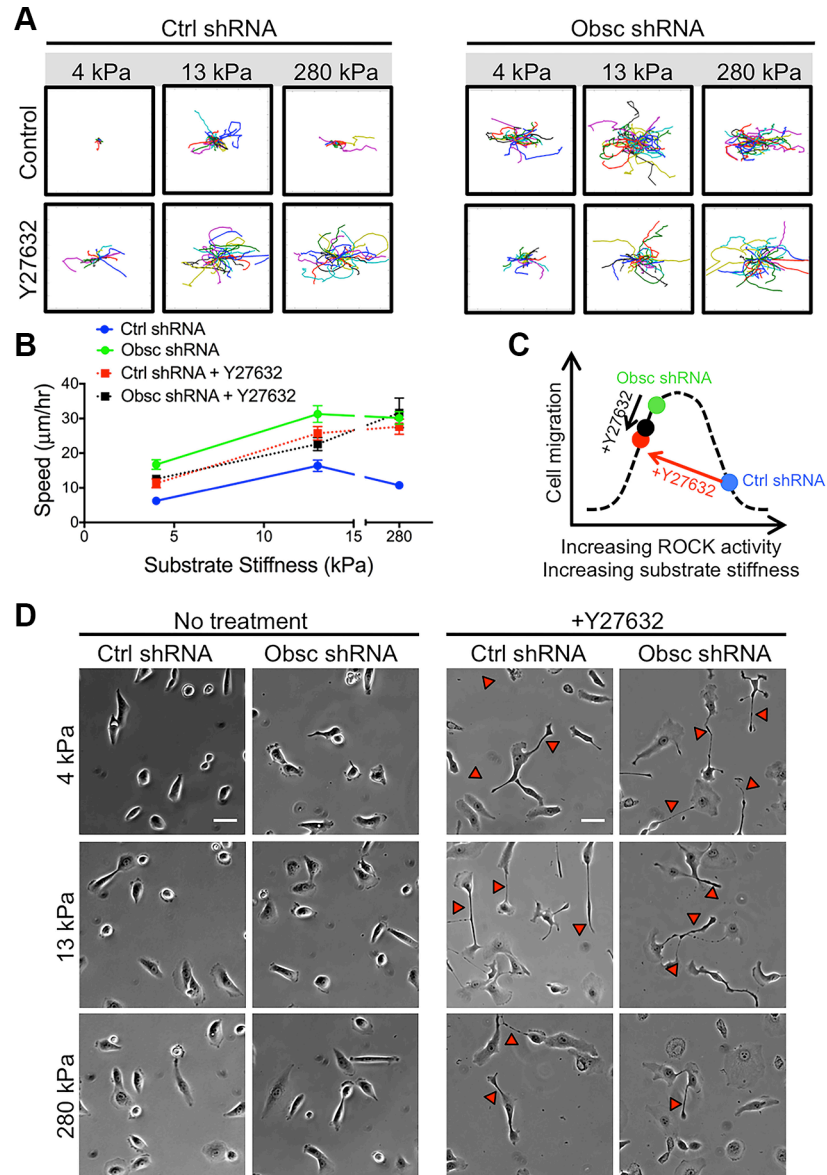 A
Ctrl shRNA
Obsc shRNA
4 kPa 13 kPa 280 kPa
4 kPa 13 kPa 280 kPa
Control
Y27632
B
Ctrl shRNA
Obsc shRNA
Ctrl shRNA + Y27632
Obsc shRNA + Y27632
Speed (μm/hr)
40
30
20
10
0
0 5 10 15 280
Substrate Stiffness (kPa)
C
Obsc shRNA
+Y27632
+Y27632
Ctrl shRNA
Cell migration
Increasing ROCK activity
Increasing substrate stiffness
D
No treatment
+Y27632
Ctrl shRNA Obsc shRNA
Ctrl shRNA Obsc shRNA
4 kPa
13 kPa
280 kPa